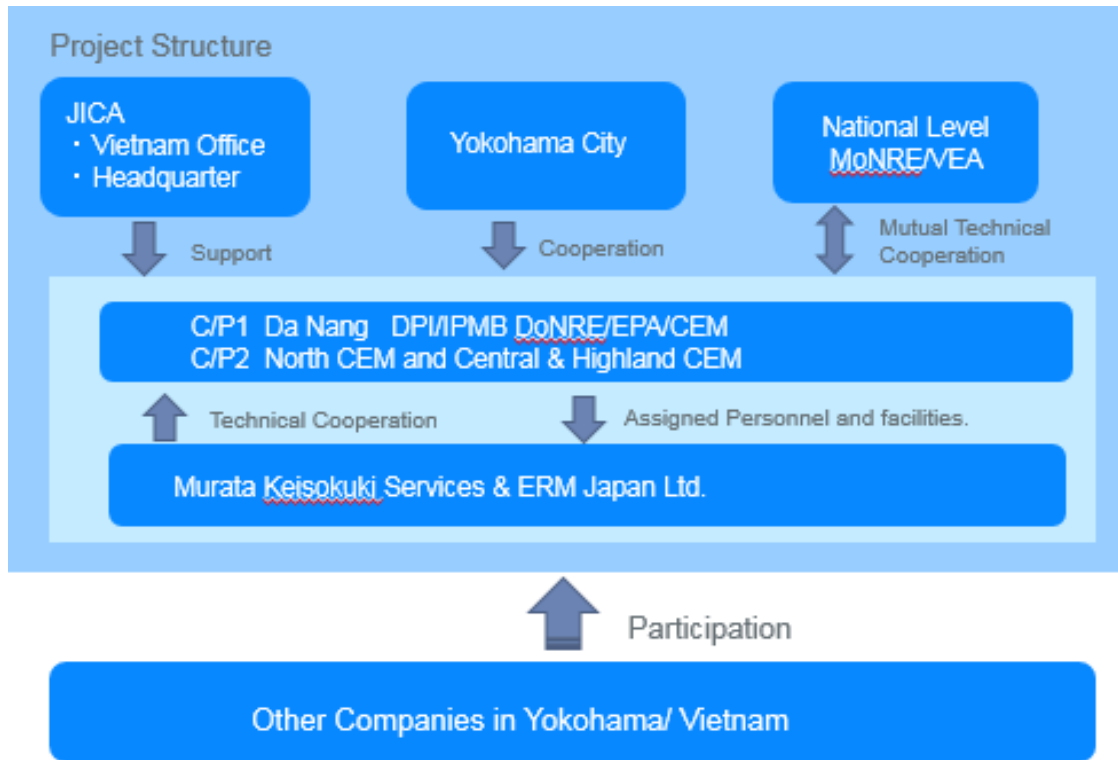 Project Structure
JICA
・Vietnam Office
・Headquarter
Yokohama City
National Level
MoNRE/VEA
Support
Cooperation
Mutual Technical
Cooperation
C/P1  Da Nang   DPI/IPMB DoNRE/EPA/CEM
C/P2  North CEM and Central & Highland CEM
Technical Cooperation
Assigned Personnel and facilities.
Murata Keisokuki Services & ERM Japan Ltd.
Participation
Other Companies in Yokohama/ Vietnam